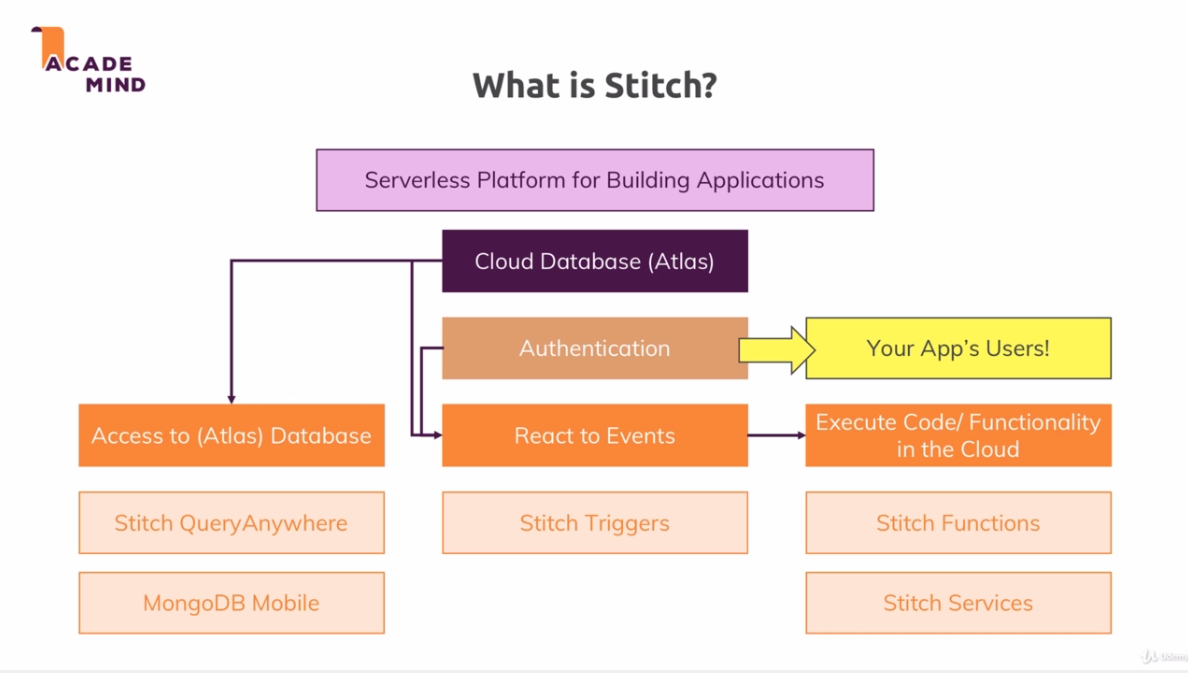 ACADE
MIND
What is Stitch?
Serverless Platform for Building Applications
Cloud Database (Atlas)
Authentication
Your App's Users!
Access to (Atlas) Database
React to Events
Execute Code/ Functionality
in the Cloud
Stitch QueryAnywhere
Stitch Triggers
Stitch Functions
MongoDB Mobile
Stitch Services
Udemy